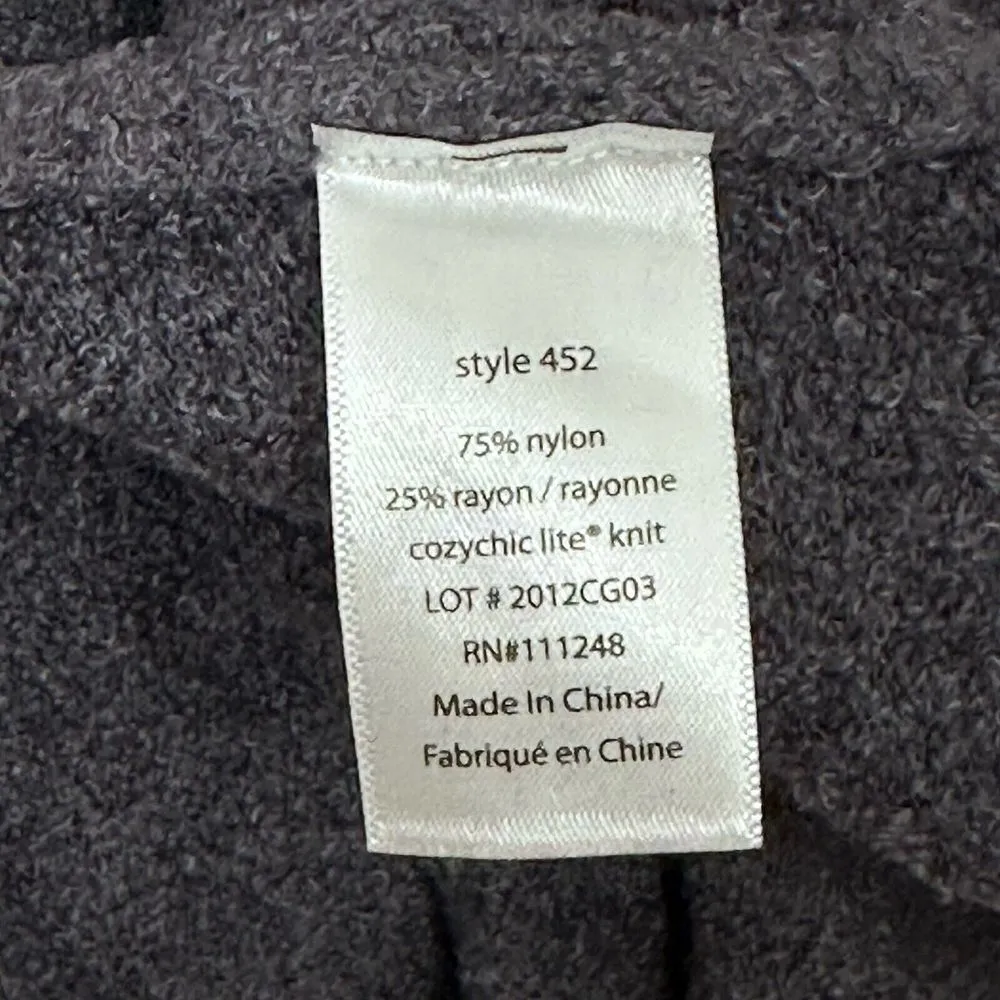 style 452
75% nylon
25% rayon / rayonne
cozychic lite® knit
LOT # 2012CG03
RN#111248
Made In China/
Fabriqué en Chine